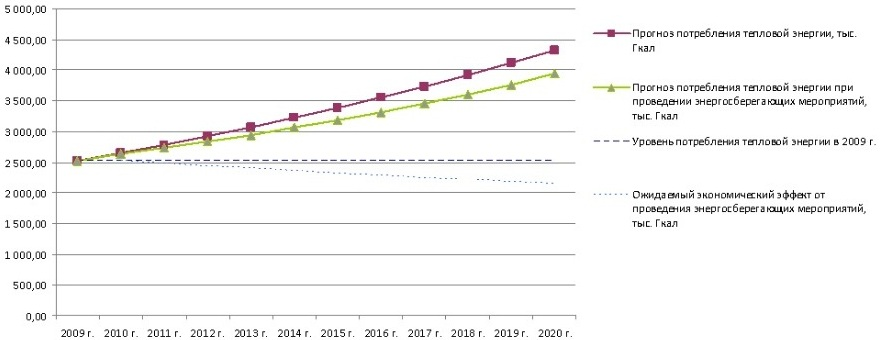 5 000,00
4 500,00
4 000,00
3 500,00
3 000,00
2 500,00
2 000,00
1 500,00
1 000,00
500,00
0,00
2009 г. 2010 г. 2011 г. 2012 г. 2013 г. 2014 г. 2015 г. 2016 г. 2017 г. 2018 г. 2019 г. 2020 г.
Прогноз потребления тепловой энергии, тыс.
Гкал
Прогноз потребления тепловой энергии при
проведении энергосберегающих мероприятий,
тыс. Гкал
Уровень потребления тепловой энергии в 2009 г.
Ожидаемый экономический эффект от
проведения энергосберегающих мероприятий,
тыс. Гкал